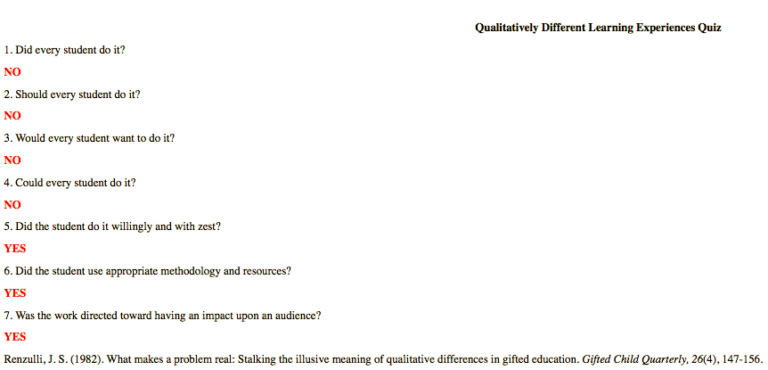 Qualitatively Different Learning Experiences Quiz
1. Did every student do it?
NO
2. Should every student do it?
NO
3. Would every student want to do it?
NO
4. Could every student do it?
NO
5. Did the student do it willingly and with zest?
YES
6. Did the student use appropriate methodology and resources?
YES
7. Was the work directed toward having an impact upon an audience?
YES
Renzulli, J. S. (1982). What makes a problem real: Stalking the illusive meaning of qualitative differences in gifted education. Gifted Child Quarterly, 26(4), 147-156.